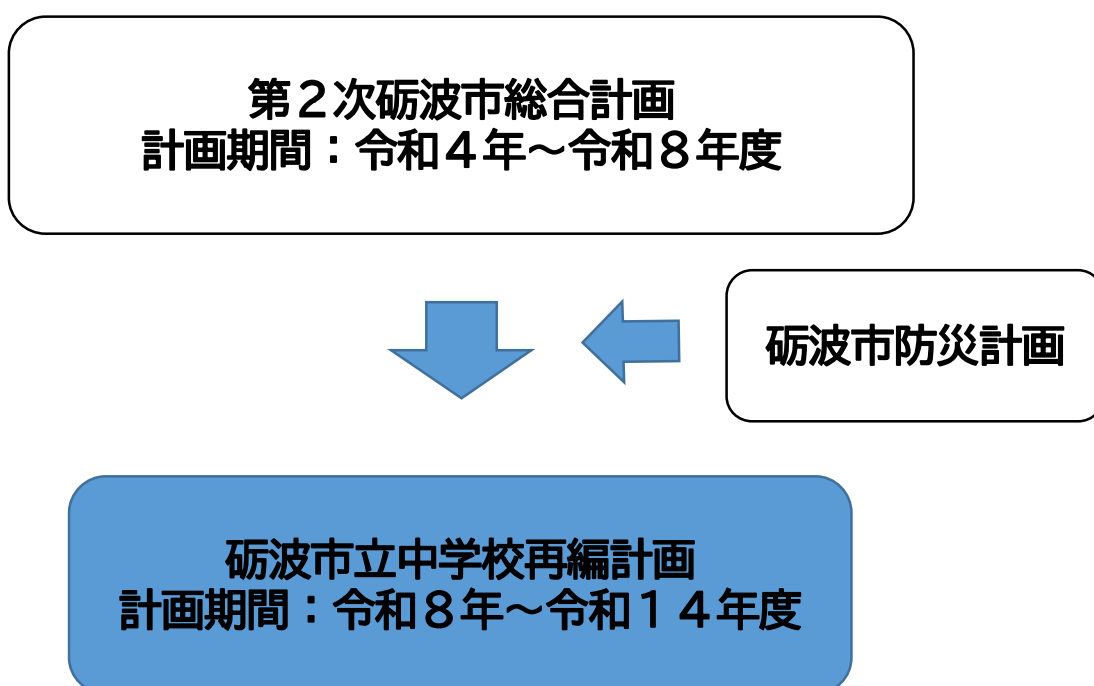 第２次砺波市総合計画
計画期間：令和４年～令和８年度
砺波市防災計画
砺波市立中学校再編計画
計画期間：令和８年～令和１４年度